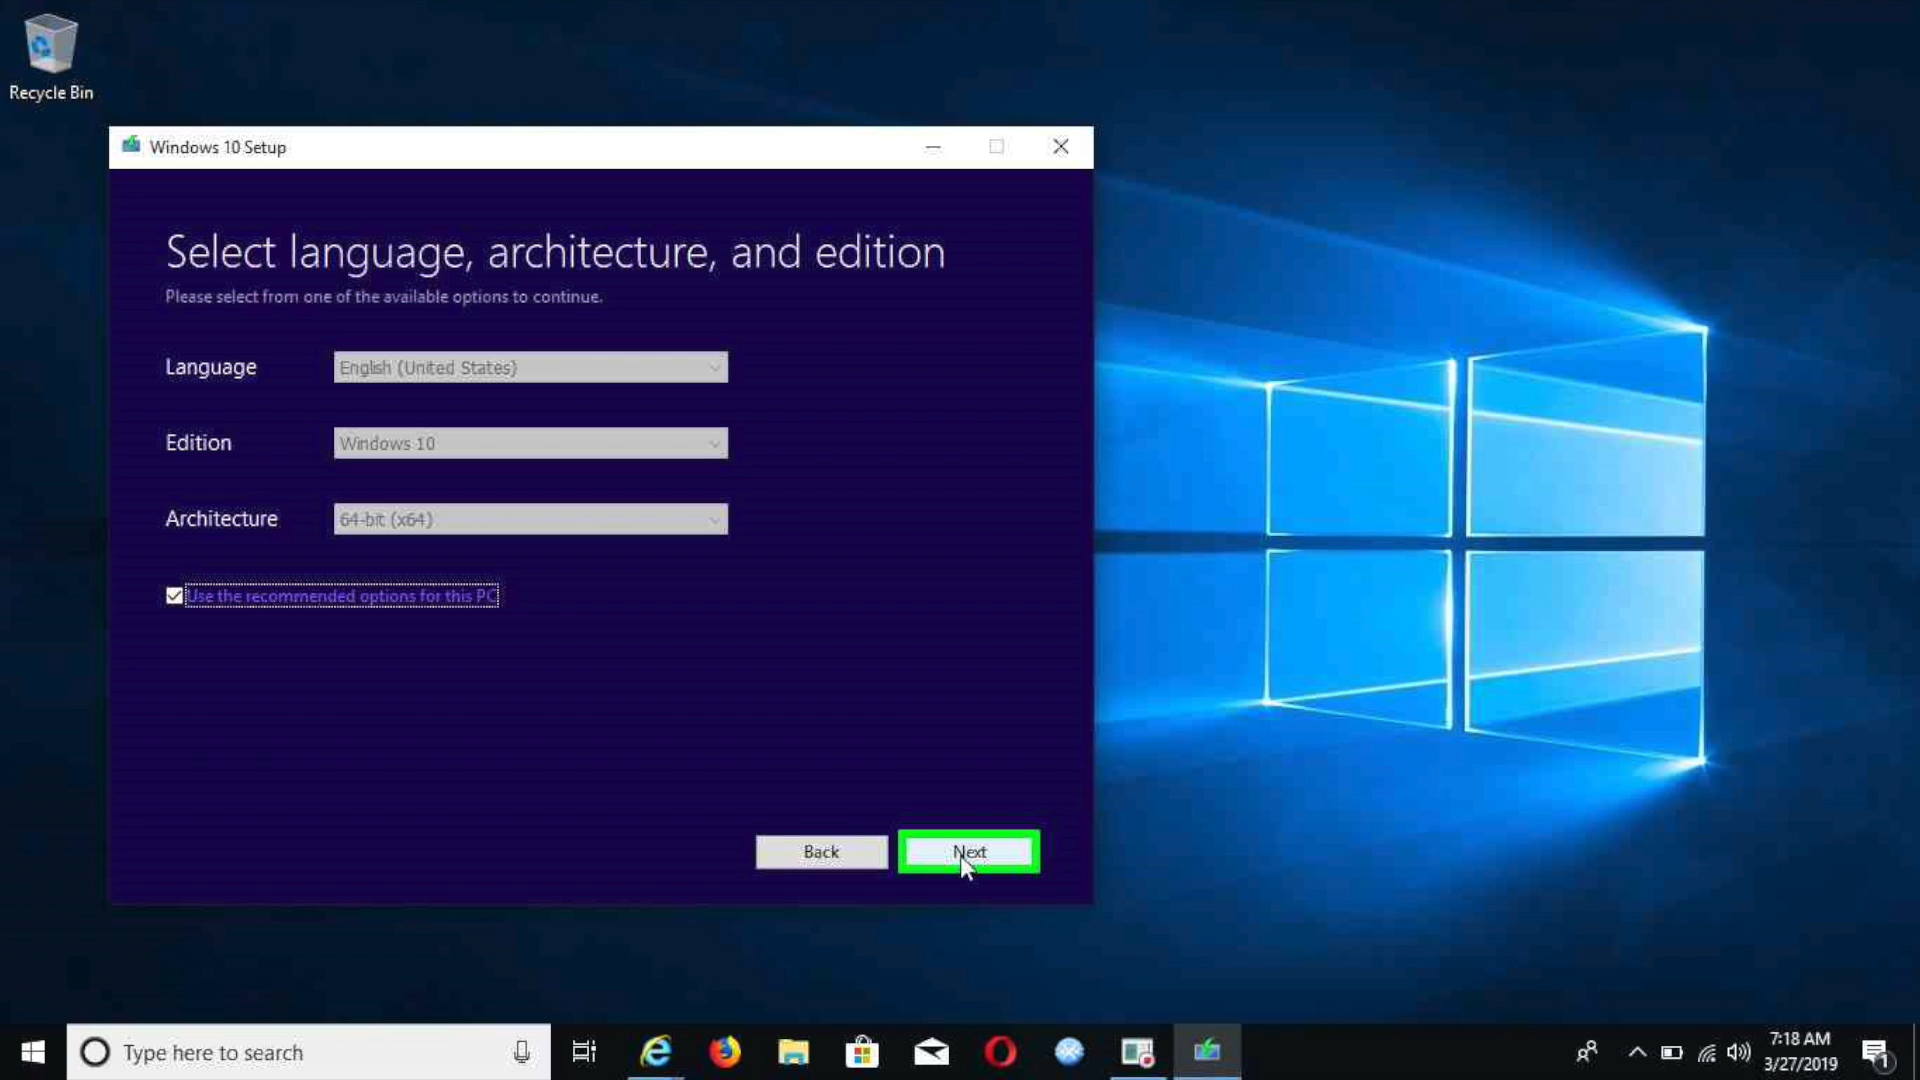 Recycle Bin
Windows 10 Setup
Select language, architecture, and edition
Please select from one of the available options to continue.
Language
English (United States)
Edition
Windows 10
Architecture
64-bit (x64)
Use the recommended options for this PC
Back
Next
Type here to search
7:18 AM
3/27/2019
1